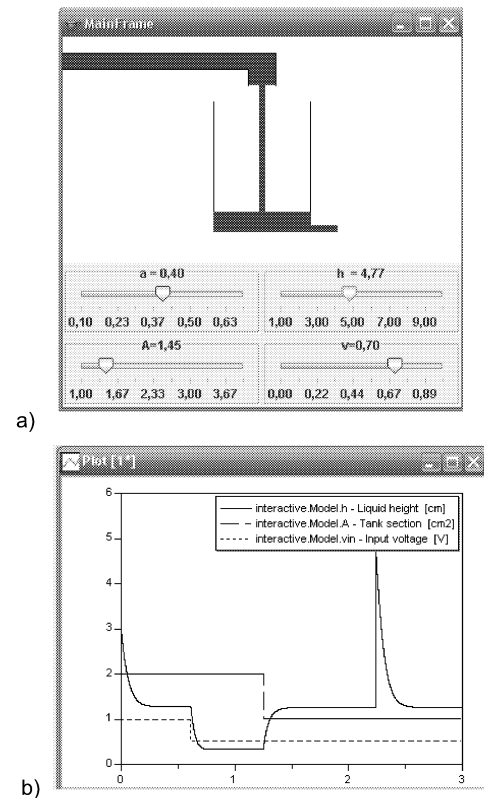 MainFrame
a = 0,40
h = 4,77
0,10 0,23 0,37 0,50 0,63
1,00 3,00 5,00 7,00 9,00
A=1,45
v=0,70
1,00 1,67 2,33 3,00 3,67
0,00 0,22 0,44 0,67 0,89
a)
Plot [1*]
6
interactive.Model.h - Liquid height [cm]
interactive.Model.A - Tank section [cm2]
interactive.Model.vin - Input voltage [V]
5
4
3
2
1
0
0 1 2 3
b)